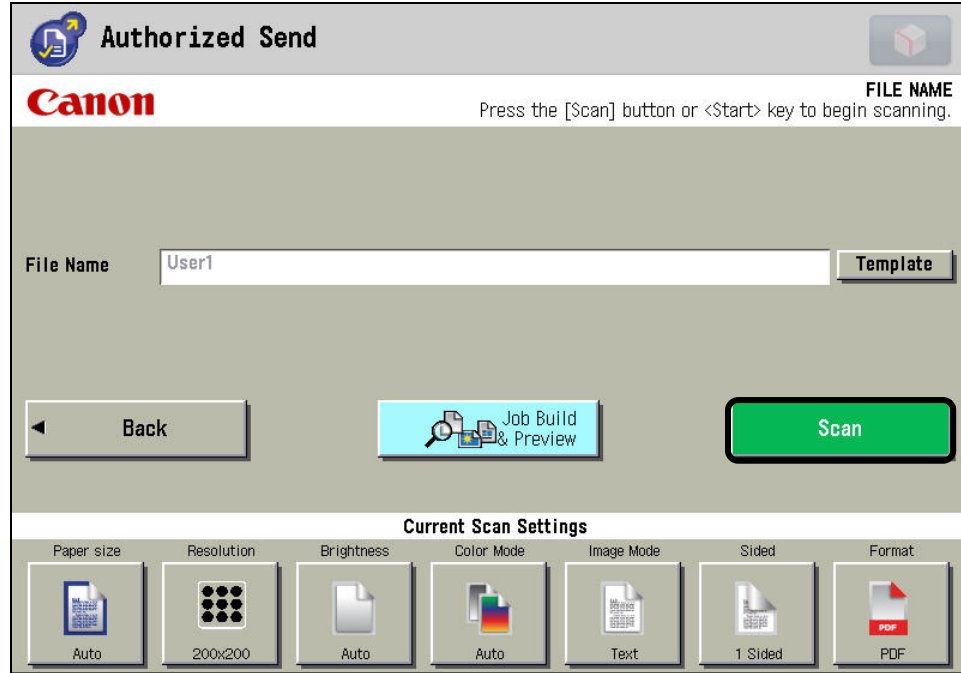 Authorized Send
Canon
FILE NAME
Press the [Scan] button or <Start> key to begin scanning.
File Name
User1
Template
Back
Job Build
& Preview
Scan
Current Scan Settings
Paper size Resolution Brightness Color Mode Image Mode Sided Format
PDF
Auto 200x200 Auto Auto Text 1 Sided PDF